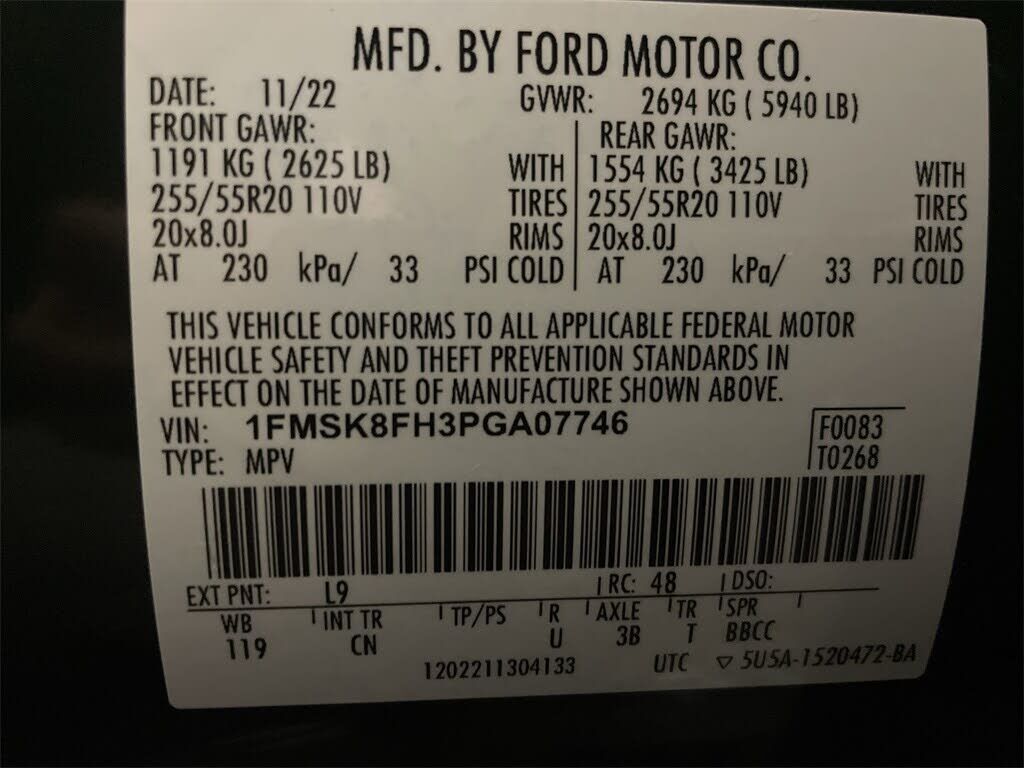 MFD. BY FORD MOTOR CO.
DATE: 11/22 GVWR: 2694 KG ( 5940 LB)
FRONT GAWR: REAR GAWR:
1191 KG ( 2625 LB) WITH 1554 KG ( 3425 LB) WITH
255/55R20 110V TIRES 255/55R20 110V TIRES
20x8.0J RIMS 20x8.0J RIMS
AT 230 kPa/ 33 PSI COLD AT 230 kPa/ 33 PSI COLD
THIS VEHICLE CONFORMS TO ALL APPLICABLE FEDERAL MOTOR
VEHICLE SAFETY AND THEFT PREVENTION STANDARDS IN
EFFECT ON THE DATE OF MANUFACTURE SHOWN ABOVE.
VIN: 1FMSK8FH3PGA07746 F0083
TYPE: MPV T0268
EXT PNT: L9 RC: 48 DSO:
WB INT TR TP/PS R AXLE TR SPR
119 CN U 3B T BBCC
1202211304133 UTC ▽ 5U5A-1520472-BA